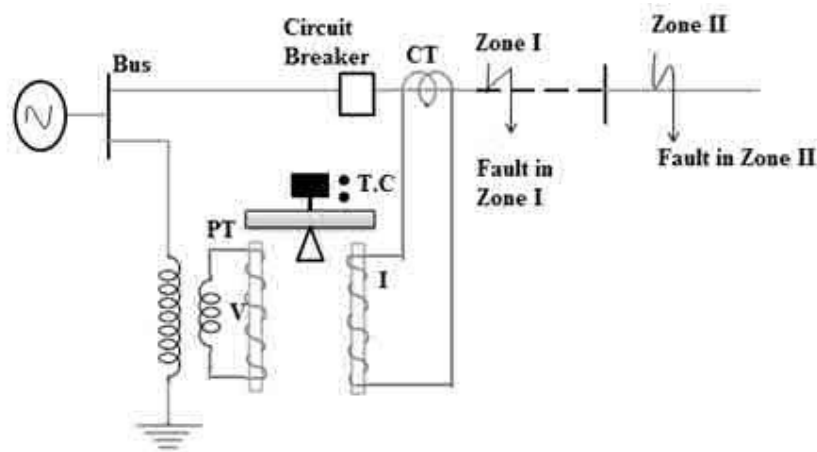 Circuit
Breaker
CT
Zone I
Zone II
Bus
Fault in
Zone I
Fault in Zone II
T.C
PT
V
I